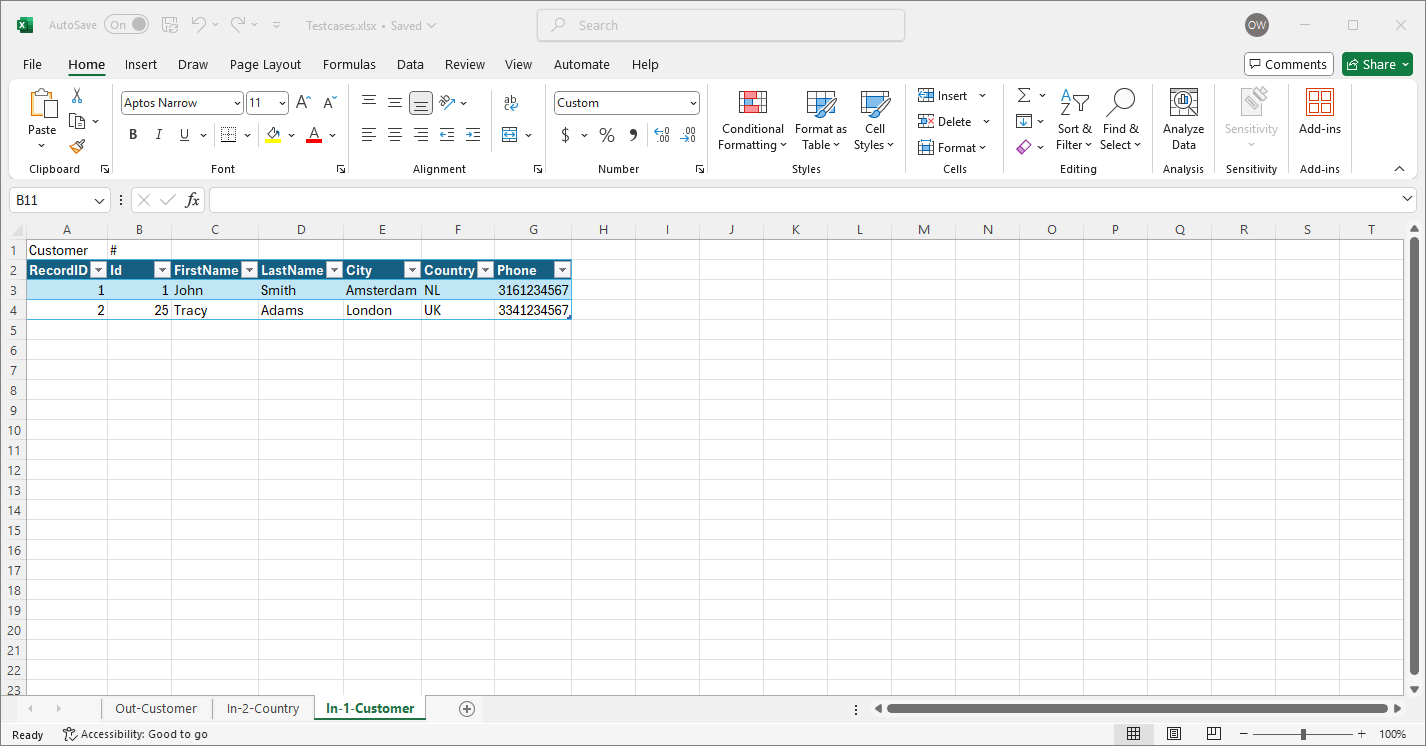 AutoSave On Testcases.xlsx • Saved Search OW
File Home Insert Draw Page Layout Formulas Data Review View Automate Help Comments Share
Paste
Clipboard
Aptos Narrow 11 A A
B I U A
Font
ab
Alignment
Custom
$ % 9
Number
Conditional Formatting
Format as Table
Cell Styles
Styles
Insert
Delete
Format
Cells
Sort & Filter
Find & Select
Editing
Analyze Data
Analysis
Sensitivity
Sensitivity
Add-ins
Add-ins
B11 fx
A B C D E F G H I J K L M N O P Q R S T
1 Customer #
2 RecordID Id FirstName LastName City Country Phone
3 1 1 John Smith Amsterdam NL 3161234567
4 2 25 Tracy Adams London UK 3341234567
5
6
7
8
9
10
11
12
13
14
15
16
17
18
19
20
21
22
23
Out-Customer In-2-Country In-1-Customer
Ready Accessibility: Good to go 100%